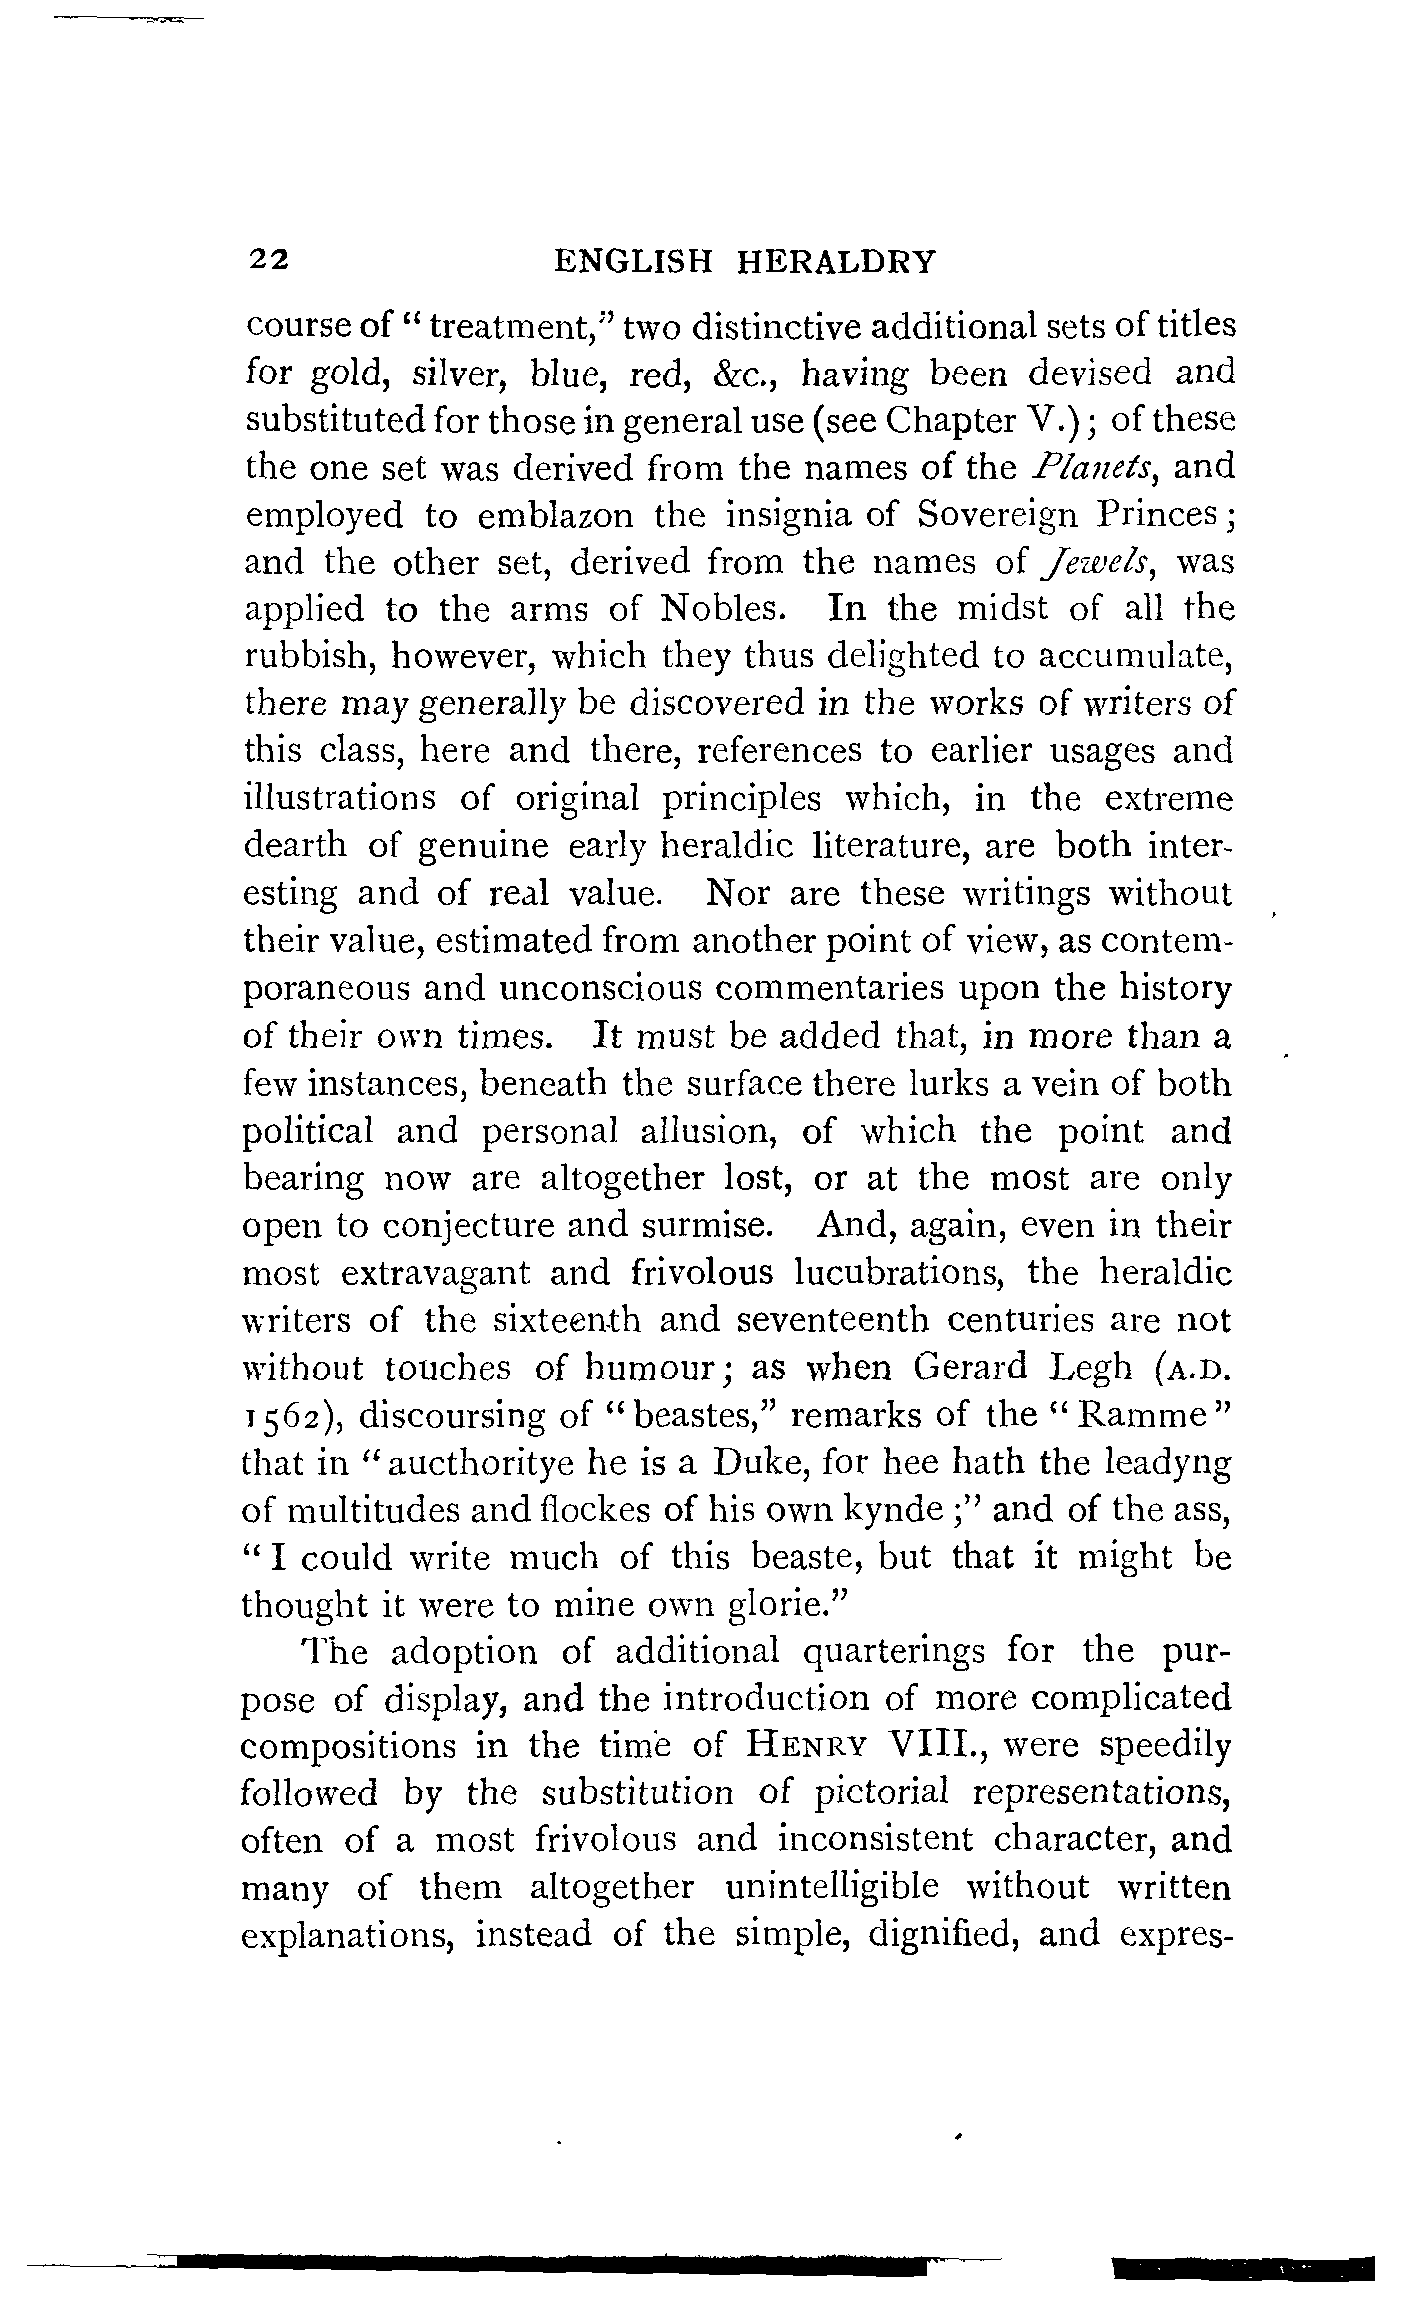 22 ENGLISH HERALDRY
course of “ treatment,” two distinctive additional sets of titles
for gold, silver, blue, red, &c., having been devised and
substituted for those in general use (see Chapter V.) ; of these
the one set was derived from the names of the Planets, and
employed to emblazon the insignia of Sovereign Princes ;
and the other set, derived from the names of Jewels, was
applied to the arms of Nobles. In the midst of all the
rubbish, however, which they thus delighted to accumulate,
there may generally be discovered in the works of writers of
this class, here and there, references to earlier usages and
illustrations of original principles which, in the extreme
dearth of genuine early heraldic literature, are both inter-
esting and of real value. Nor are these writings without
their value, estimated from another point of view, as contem-
poraneous and unconscious commentaries upon the history
of their own times. It must be added that, in more than a
few instances, beneath the surface there lurks a vein of both
political and personal allusion, of which the point and
bearing now are altogether lost, or at the most are only
open to conjecture and surmise. And, again, even in their
most extravagant and frivolous lucubrations, the heraldic
writers of the sixteenth and seventeenth centuries are not
without touches of humour ; as when Gerard Legh (A.D.
1562), discoursing of “ beastes,” remarks of the “ Ramme ”
that in “ aucthoritye he is a Duke, for hee hath the leadyng
of multitudes and flockes of his own kynde ;” and of the ass,
“ I could write much of this beaste, but that it might be
thought it were to mine own glorie.”
The adoption of additional quarterings for the pur-
pose of display, and the introduction of more complicated
compositions in the time of HENRY VIII., were speedily
followed by the substitution of pictorial representations,
often of a most frivolous and inconsistent character, and
many of them altogether unintelligible without written
explanations, instead of the simple, dignified, and expres-